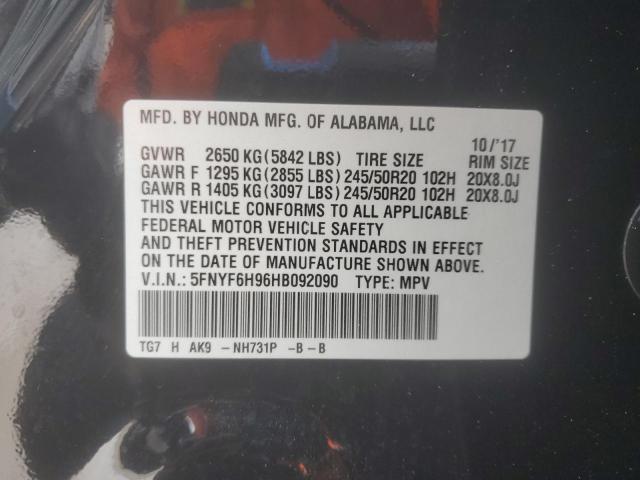 MFD. BY HONDA MFG. OF ALABAMA, LLC
10/'17
GVWR 2650 KG(5842 LBS) TIRE SIZE RIM SIZE
GAWR F 1295 KG(2855 LBS)245/50R20 102H 20X8.0J
GAWR R 1405 KG(3097 LBS)245/50R20 102H 20X8.0J
THIS VEHICLE CONFORMS TO ALL APPLICABLE
FEDERAL MOTOR VEHICLE SAFETY
AND THEFT PREVENTION STANDARDS IN EFFECT
ON THE DATE OF MANUFACTURE SHOWN ABOVE.
V.I.N.: 5FNYF6H96HB092090 TYPE: MPV
TG7 H AK9 -NH731P -B-B